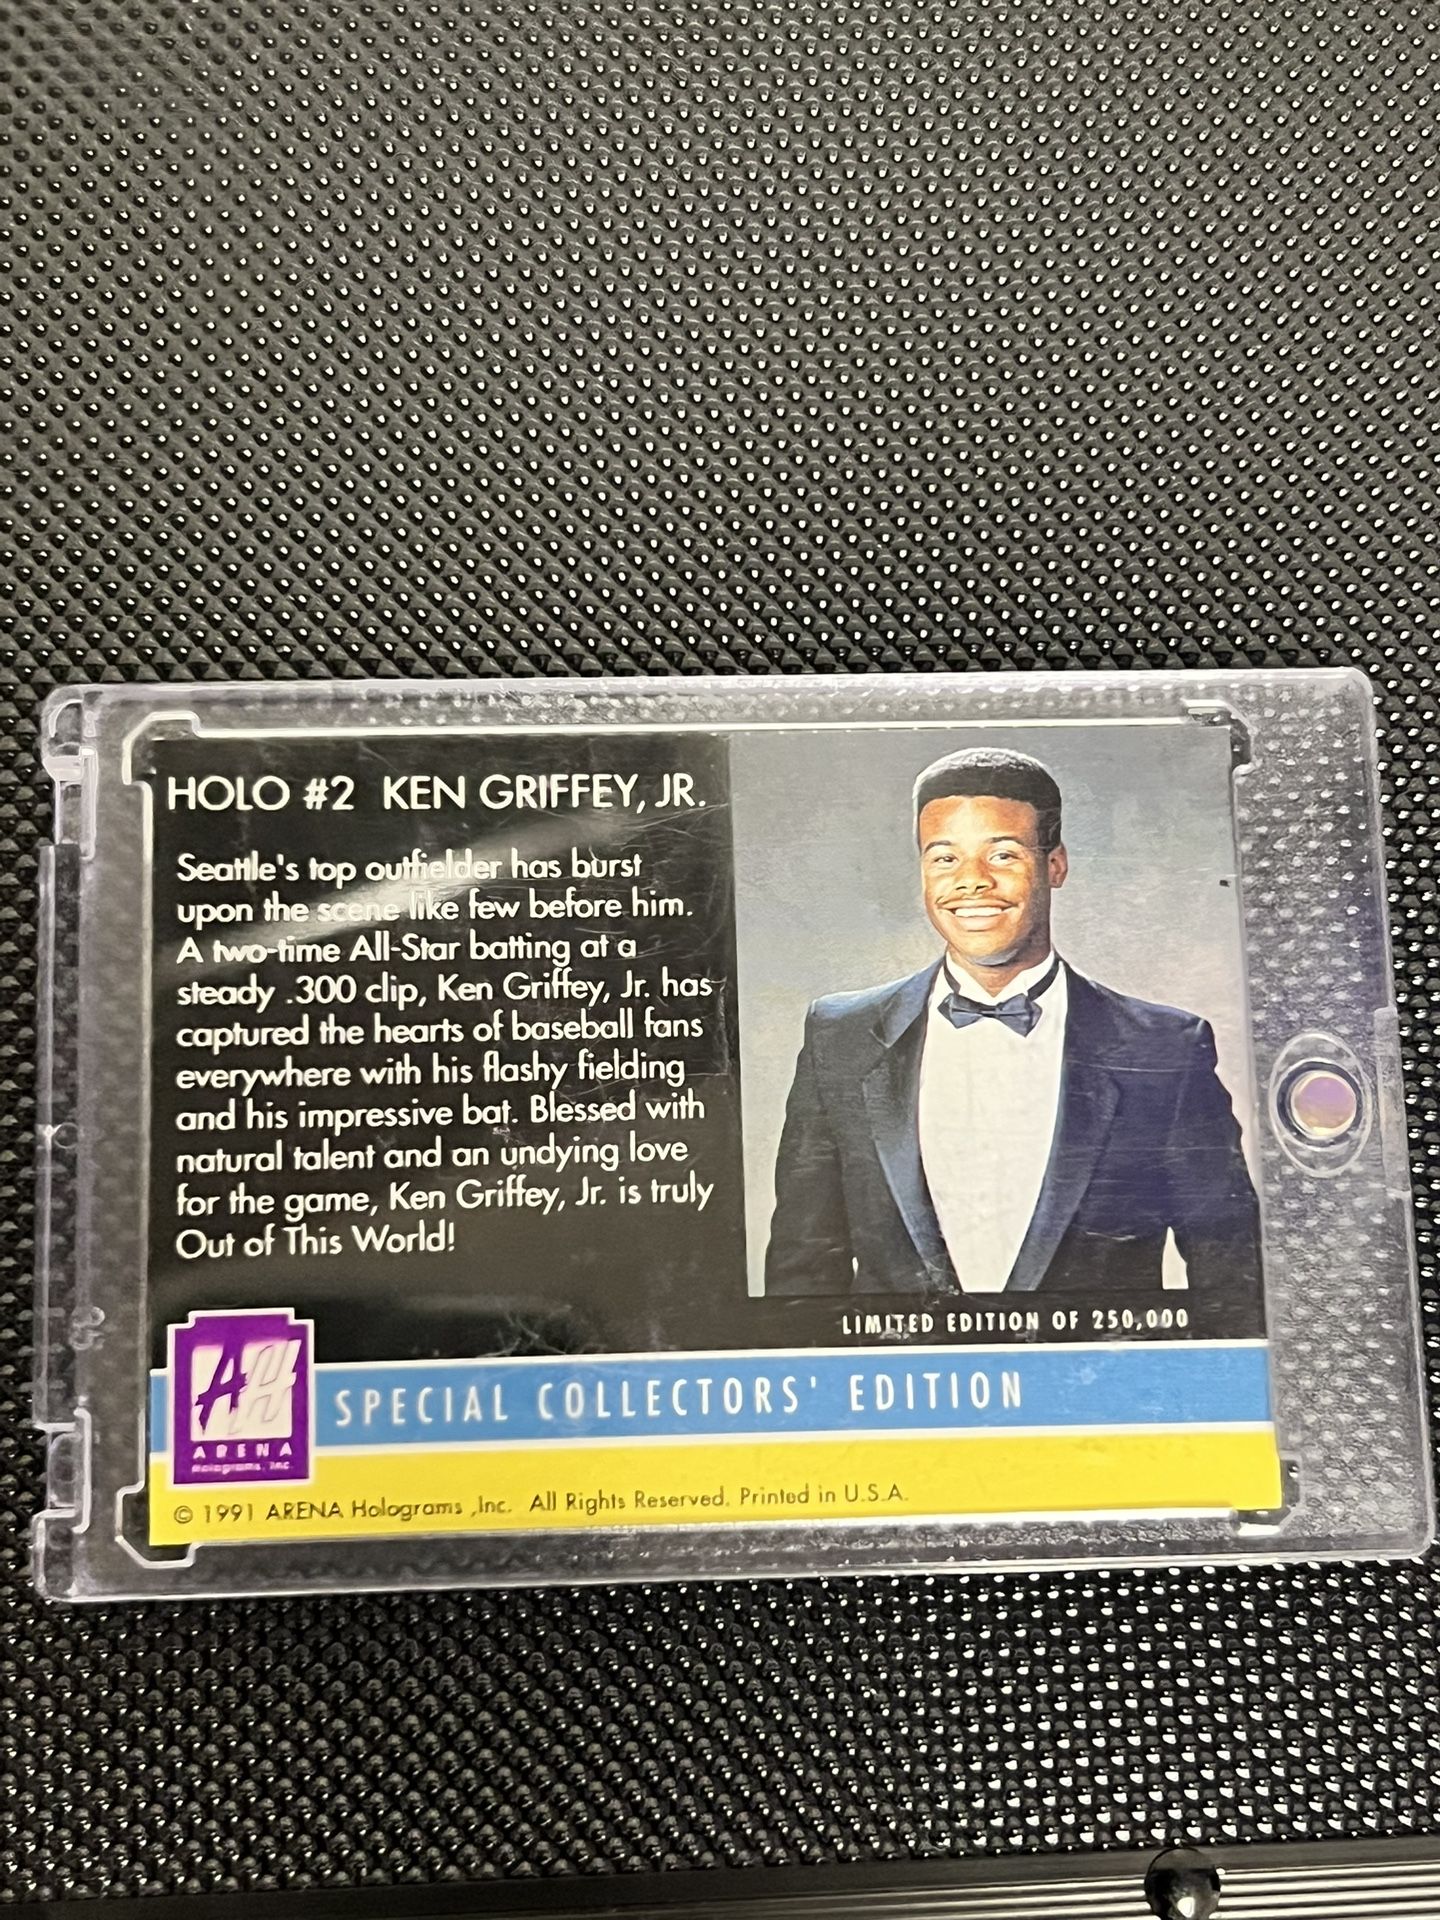 HOLO #2 KEN GRIFFEY, JR.
Seattle's top outfielder has burst
upon the scene like few before him.
A two-time All-Star batting at a
steady .300 clip, Ken Griffey, Jr. has
captured the hearts of baseball fans
everywhere with his flashy fielding
and his impressive bat. Blessed with
natural talent and an undying love
for the game, Ken Griffey, Jr. is truly
Out of This World!
LIMITED EDITION OF 250,000
AH
ARENA
Holograms, Inc.
SPECIAL COLLECTORS' EDITION
© 1991 ARENA Holograms ,Inc. All Rights Reserved. Printed in U.S.A.